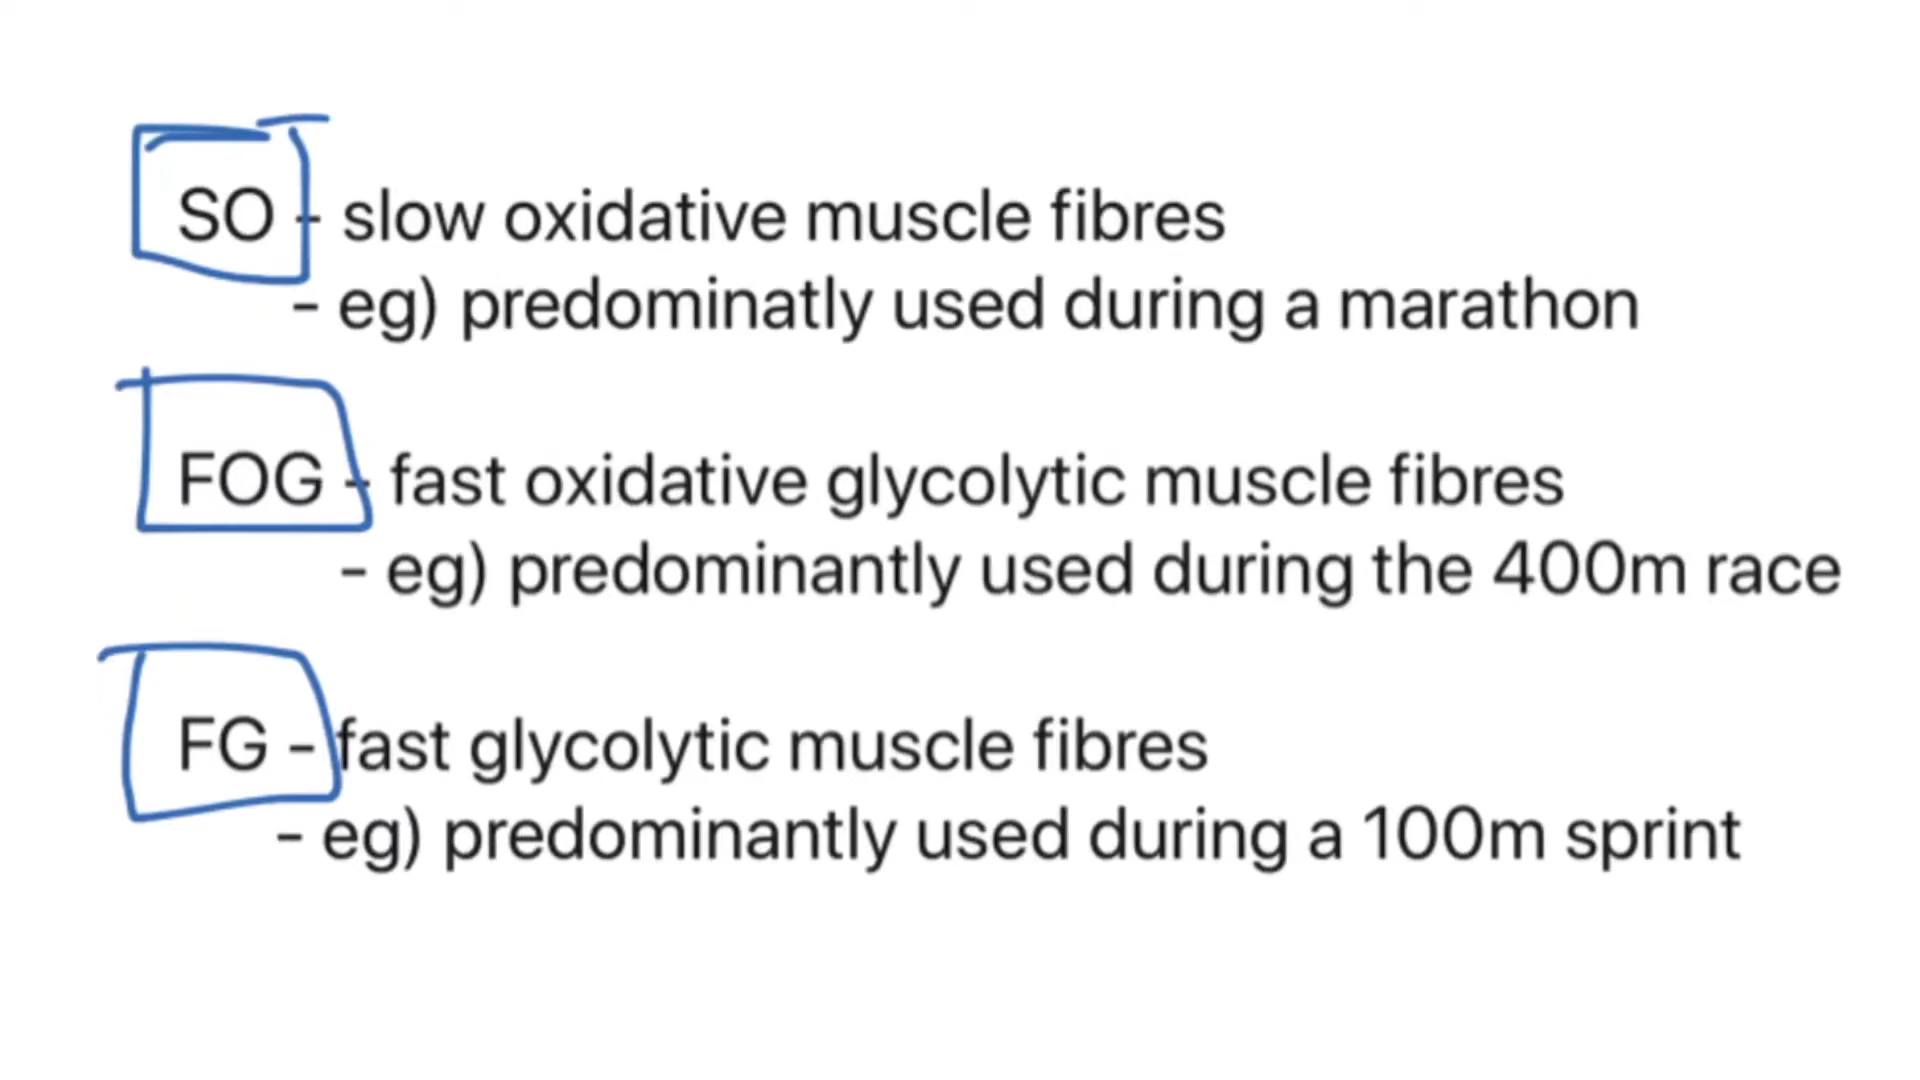 SO - slow oxidative muscle fibres
- eg) predominatly used during a marathon
FOG - fast oxidative glycolytic muscle fibres
- eg) predominantly used during the 400m race
FG - fast glycolytic muscle fibres
- eg) predominantly used during a 100m sprint